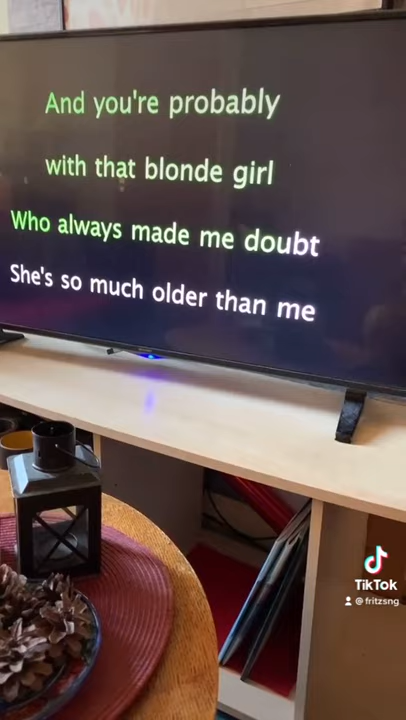 And you're probably
with that blonde girl
Who always made me doubt
She's so much older than me
TikTok
@fritzsng